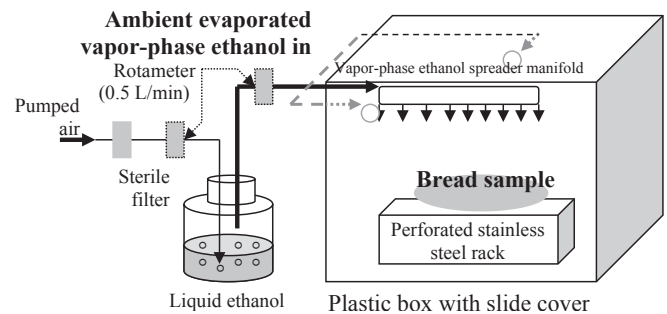 Ambient evaporated
vapor-phase ethanol in
Rotameter
(0.5 L/min)
Vapor-phase ethanol spreader manifold
Pumped
air
Sterile
filter
Bread sample
Perforated stainless
steel rack
Liquid ethanol
Plastic box with slide cover